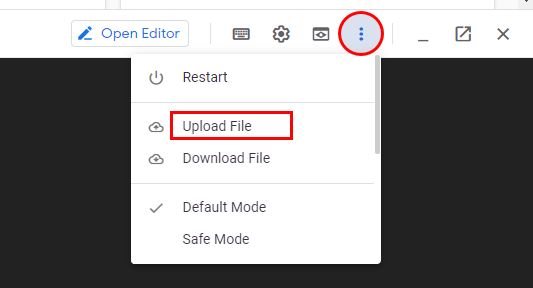 Open Editor
Restart
Upload File
Download File
Default Mode
Safe Mode